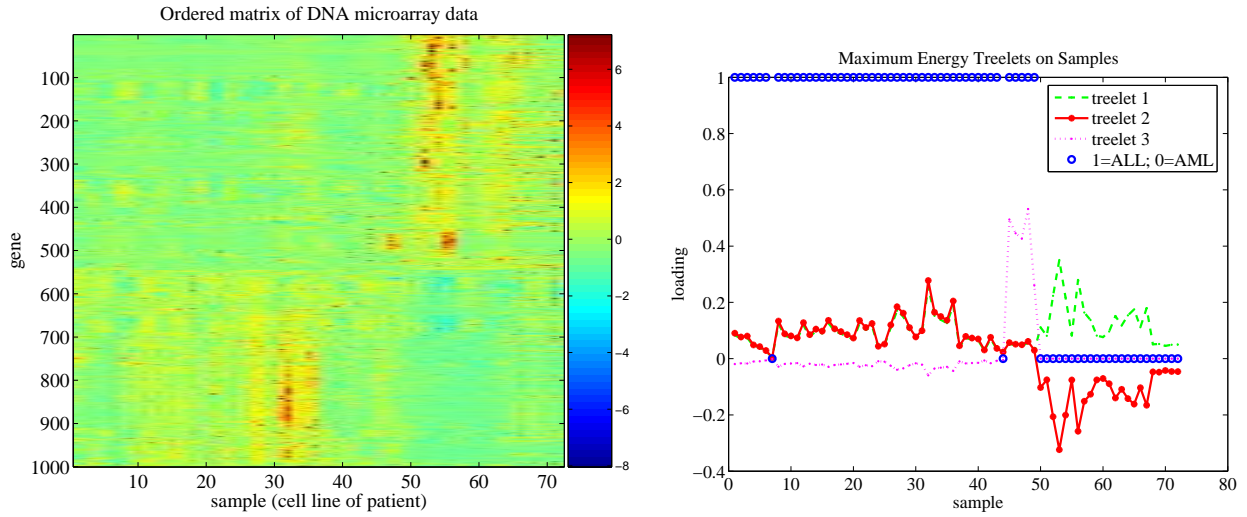 Ordered matrix of DNA microarray data
gene
100
200
300
400
500
600
700
800
900
1000
10 20 30 40 50 60 70
sample (cell line of patient)
6
4
2
0
−2
−4
−6
−8
Maximum Energy Treelets on Samples
loading
1
0.8
0.6
0.4
0.2
0
−0.2
−0.4
0 10 20 30 40 50 60 70 80
sample
treelet 1
treelet 2
treelet 3
1=ALL; 0=AML